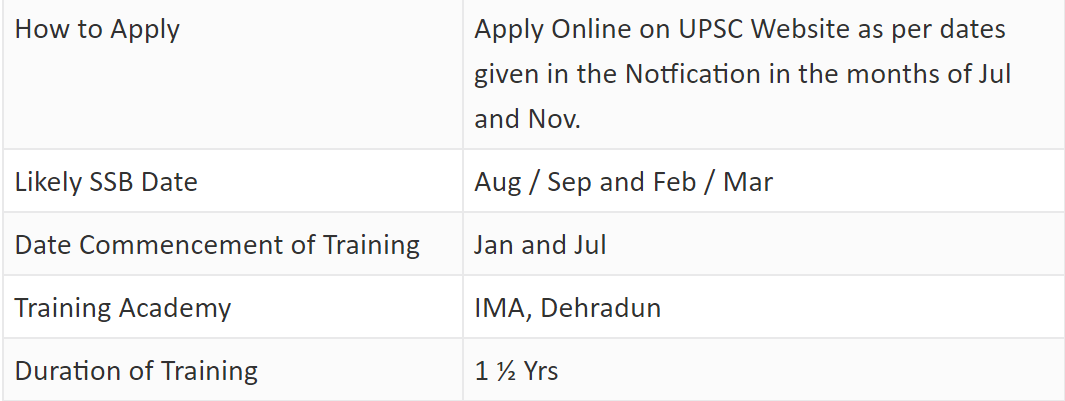 How to Apply
Apply Online on UPSC Website as per dates
given in the Notfication in the months of Jul
and Nov.
Likely SSB Date
Aug / Sep and Feb / Mar
Date Commencement of Training
Jan and Jul
Training Academy
IMA, Dehradun
Duration of Training
1 ½ Yrs